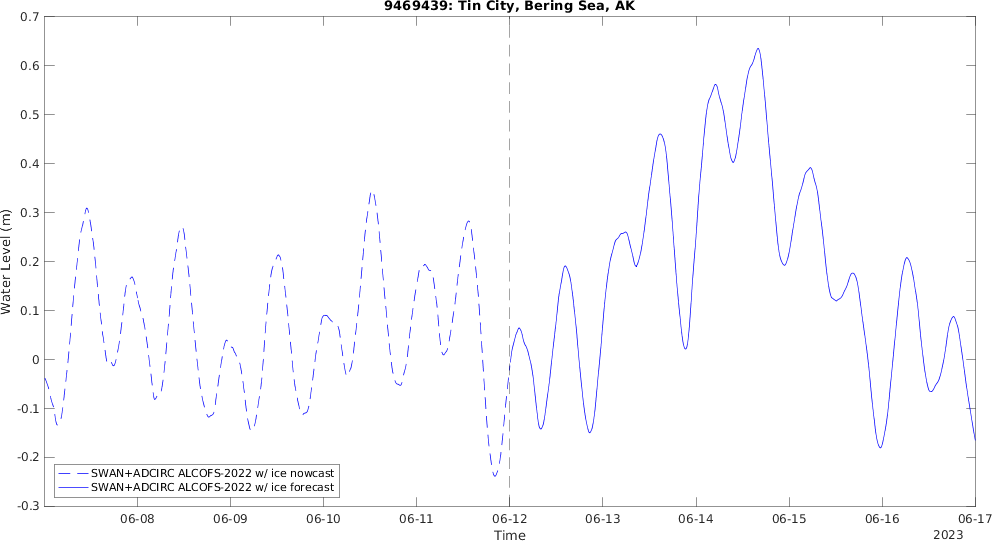 9469439: Tin City, Bering Sea, AK
0.7
0.6
0.5
0.4
0.3
0.2
0.1
0
-0.1
-0.2
-0.3
Water Level (m)
SWAN+ADCIRC ALCOFS-2022 w/ ice nowcast
SWAN+ADCIRC ALCOFS-2022 w/ ice forecast
06-08 06-09 06-10 06-11 06-12 06-13 06-14 06-15 06-16 06-17
Time
2023